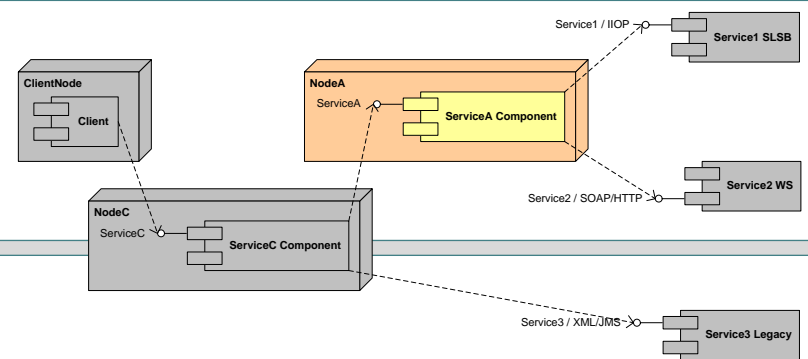 Service1 / IIOP
Service1 SLSB
ClientNode
Client
NodeA
ServiceA
ServiceA Component
Service2 / SOAP/HTTP
Service2 WS
NodeC
ServiceC
ServiceC Component
Service3 / XML/JMS
Service3 Legacy